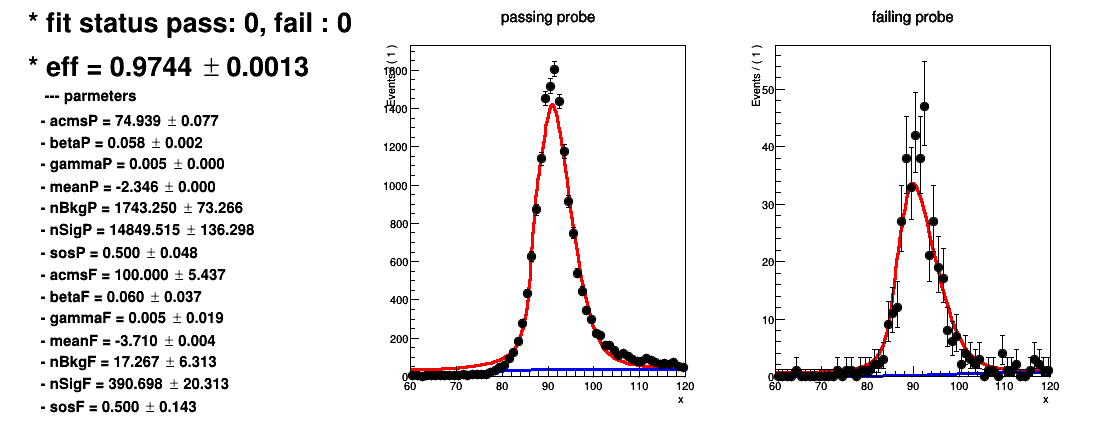 * fit status pass: 0, fail : 0
* eff = 0.9744 ± 0.0013
--- parmeters
- acmsP = 74.939 ± 0.077
- betaP = 0.058 ± 0.002
- gammaP = 0.005 ± 0.000
- meanP = -2.346 ± 0.000
- nBkgP = 1743.250 ± 73.266
- nSigP = 14849.515 ± 136.298
- sosP = 0.500 ± 0.048
- acmsF = 100.000 ± 5.437
- betaF = 0.060 ± 0.037
- gammaF = 0.005 ± 0.019
- meanF = -3.710 ± 0.004
- nBkgF = 17.267 ± 6.313
- nSigF = 390.698 ± 20.313
- sosF = 0.500 ± 0.143
passing probe
Events / ( 1 )
1600
1400
1200
1000
800
600
400
200
0
60 70 80 90 100 110 120
x
failing probe
Events / ( 1 )
50
40
30
20
10
0
60 70 80 90 100 110 120
x